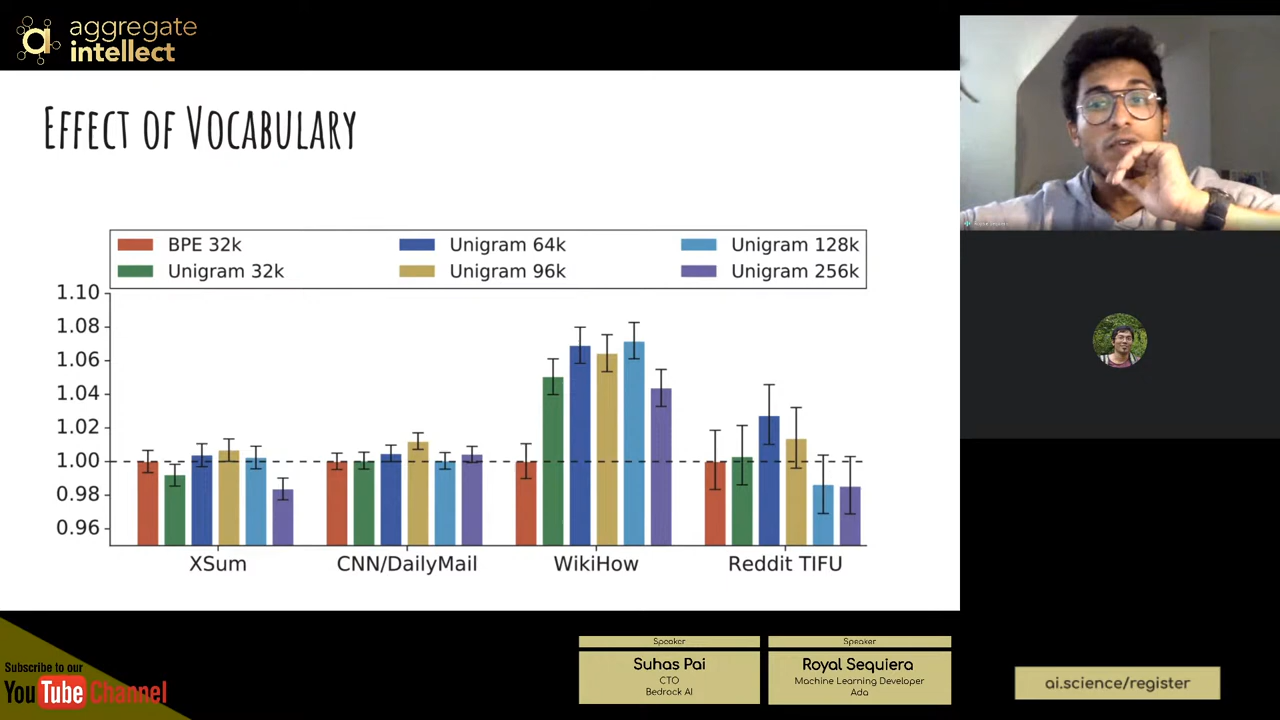 aggregate
intellect
EFFECT OF VOCABULARY
BPE 32k
Unigram 64k
Unigram 128k
Unigram 32k
Unigram 96k
Unigram 256k
1.10
1.08
1.06
1.04
1.02
1.00
0.98
0.96
XSum
CNN/DailyMail
WikiHow
Reddit TIFU
Speaker
Suhas Pai
CTO
Bedrock AI
Speaker
Royal Sequiera
Machine Learning Developer
Ada
Subscribe to our
YouTube Channel
ai.science/register